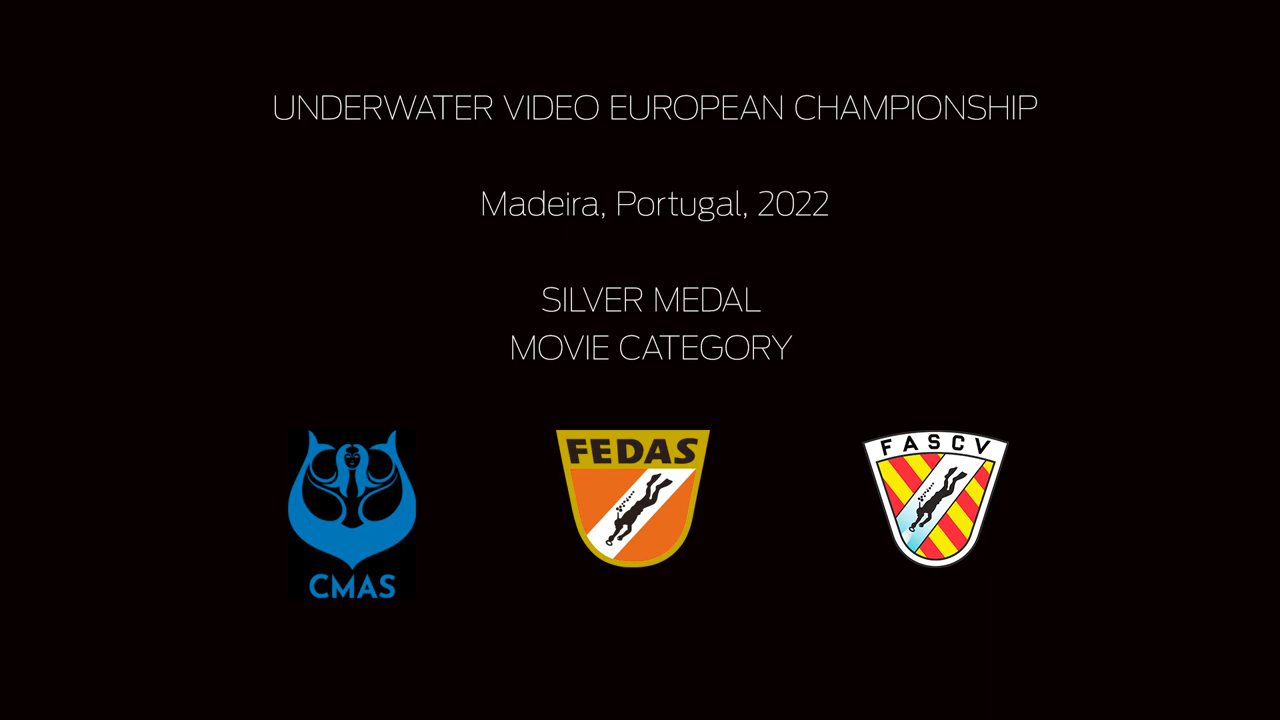 UNDERWATER VIDEO EUROPEAN CHAMPIONSHIP
Madeira, Portugal, 2022
SILVER MEDAL
MOVIE CATEGORY
FEDAS
FASCV
CMAS